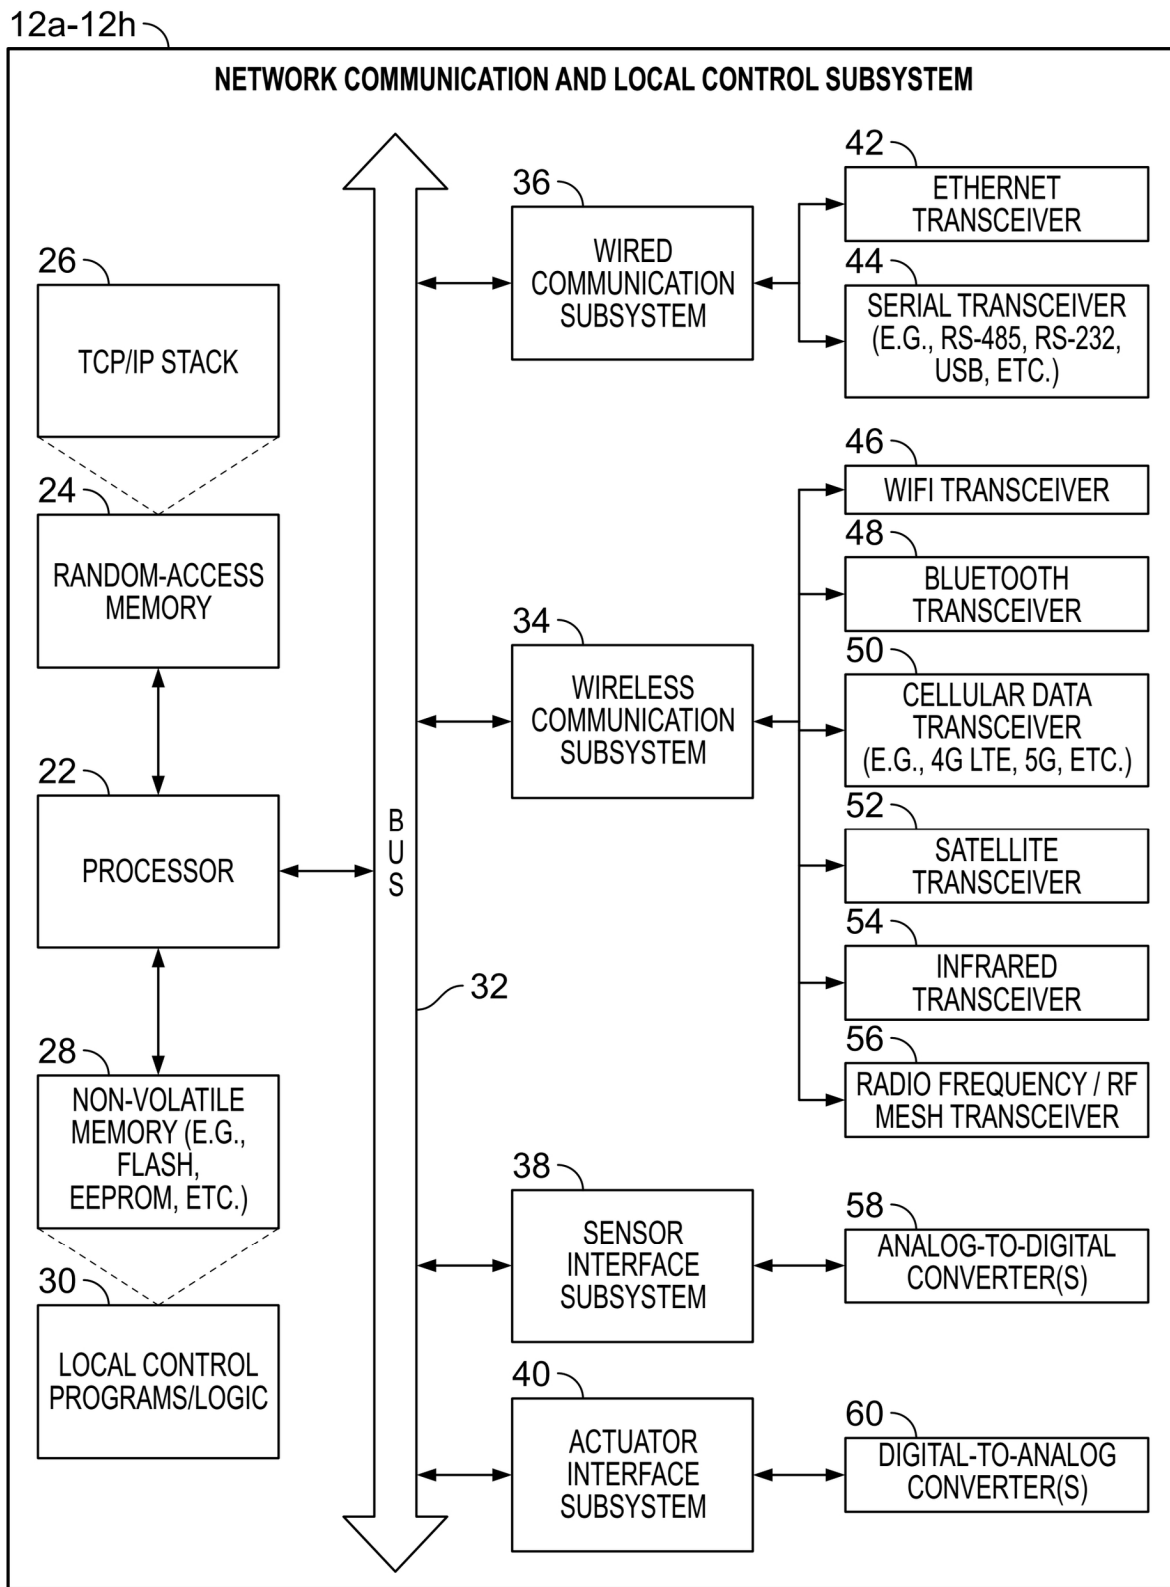 12a-12h
NETWORK COMMUNICATION AND LOCAL CONTROL SUBSYSTEM
26
TCP/IP STACK
24
RANDOM-ACCESS
MEMORY
22
PROCESSOR
28
NON-VOLATILE
MEMORY (E.G.,
FLASH,
EEPROM, ETC.)
30
LOCAL CONTROL
PROGRAMS/LOGIC
B
U
S
32
36
WIRED
COMMUNICATION
SUBSYSTEM
42
ETHERNET
TRANSCEIVER
44
SERIAL TRANSCEIVER
(E.G., RS-485, RS-232,
USB, ETC.)
34
WIRELESS
COMMUNICATION
SUBSYSTEM
46
WIFI TRANSCEIVER
48
BLUETOOTH
TRANSCEIVER
50
CELLULAR DATA
TRANSCEIVER
(E.G., 4G LTE, 5G, ETC.)
52
SATELLITE
TRANSCEIVER
54
INFRARED
TRANSCEIVER
56
RADIO FREQUENCY / RF
MESH TRANSCEIVER
38
SENSOR
INTERFACE
SUBSYSTEM
58
ANALOG-TO-DIGITAL
CONVERTER(S)
40
ACTUATOR
INTERFACE
SUBSYSTEM
60
DIGITAL-TO-ANALOG
CONVERTER(S)